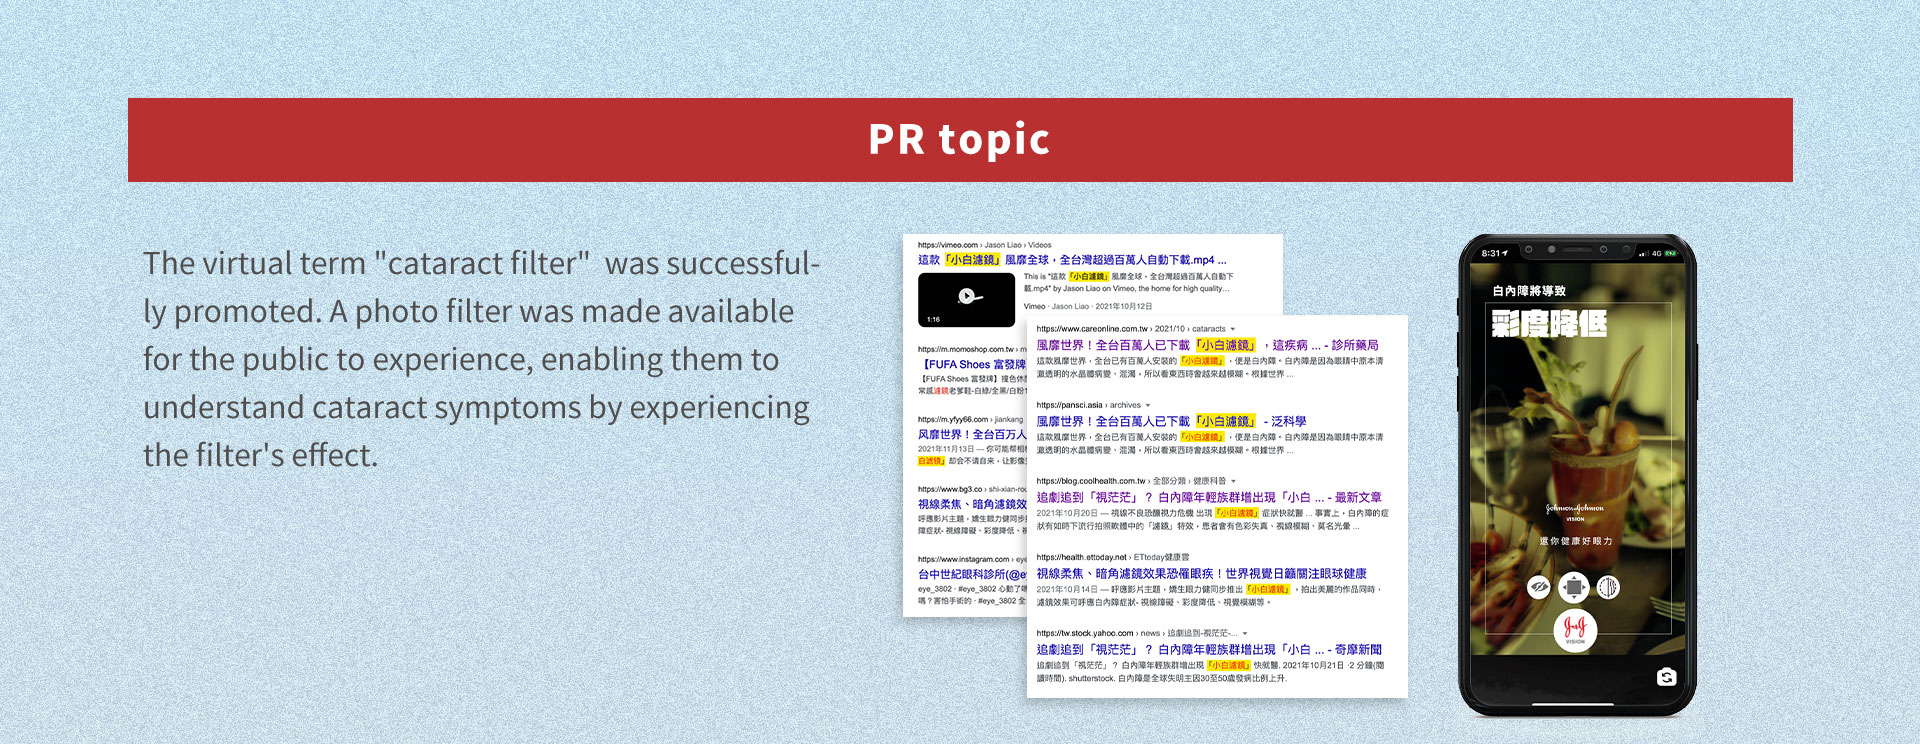 PR topic
The virtual term "cataract filter" was successful-
ly promoted. A photo filter was made available
for the public to experience, enabling them to
understand cataract symptoms by experiencing
the filter's effect.
https://vimeo.com › Jason Liao › Videos
這款「小白濾鏡」風靡全球，全台灣超過百萬人自動下載.mp4 ...
This is "這款「小白濾鏡」風靡全球，全台灣超過百萬人自動下
載.mp4" by Jason Liao on Vimeo, the home for high quality...
Vimeo · Jason Liao · 2021年10月12日
1:16
https://m.momoshop.com.tw › m
【FUFA Shoes 富發牌】
【FUFA Shoes 富發牌】撞色休
常感濾鏡老爹鞋-白綠/全黑/白粉
https://m.yfyy66.com › jiankang
风靡世界！全台百万人
2021年11月13日 — 你可能帮相
白滤镜」却会不请自来，让影像
https://www.bg3.co › shi-xian-rou
視線柔焦、暗角濾鏡效
呼應影片主題，嬌生眼力健同步
障症狀- 視線障礙、彩度降低、
https://www.instagram.com › eye
台中世紀眼科診所(@ey
eye_3802 · #eye_3802 心動了嗎
嗎？害怕手術的 · #eye_3802 全
https://www.careonline.com.tw › 2021/10 › cataracts
風靡世界！全台百萬人已下載「小白濾鏡」，這疾病 ... - 診所藥局
這款風靡世界，全台已有百萬人安裝的「小白濾鏡」，便是白內障。白內障是因為眼睛中原本清
澈透明的水晶體病變、混濁，所以看東西時會越來越模糊。根據世界 ...
https://pansci.asia › archives
風靡世界！全台百萬人已下載「小白濾鏡」 - 泛科學
這款風靡世界，全台已有百萬人安裝的「小白濾鏡」，便是白內障。白內障是因為眼睛中原本清
澈透明的水晶體病變、混濁，所以看東西時會越來越模糊。根據世界 ...
https://blog.coolhealth.com.tw › 全部分類 › 健康科普
追劇追到「視茫茫」？ 白內障年輕族群增出現「小白 ... - 最新文章
2021年10月20日 — 視線不良恐釀視力危機 出現「小白濾鏡」症狀快就醫 ... 事實上，白內障的症
狀有如時下流行拍照軟體中的「濾鏡」特效，患者會有色彩失真、視線模糊、莫名光暈 ...
https://health.ettoday.net › ETtoday健康雲
視線柔焦、暗角濾鏡效果恐罹眼疾！世界視覺日籲關注眼球健康
2021年10月14日 — 呼應影片主題，嬌生眼力健同步推出「小白濾鏡」，拍出美麗的作品同時，
濾鏡效果可呼應白內障症狀- 視線障礙、彩度降低、視覺模糊等。
https://tw.stock.yahoo.com › news › 追劇追到-視茫茫-...
追劇追到「視茫茫」？ 白內障年輕族群增出現「小白 ... - 奇摩新聞
追劇追到「視茫茫」？ 白內障年輕族群增出現「小白濾鏡」快就醫. 2021年10月21日 ·2 分鐘(閱
讀時間). shutterstock. 白內障是全球失明主因30至50歲發病比例上升.
8:31
4G
白內障將導致
彩度降低
Johnson&Johnson
VISION
還你健康好眼力
J&J
VISION